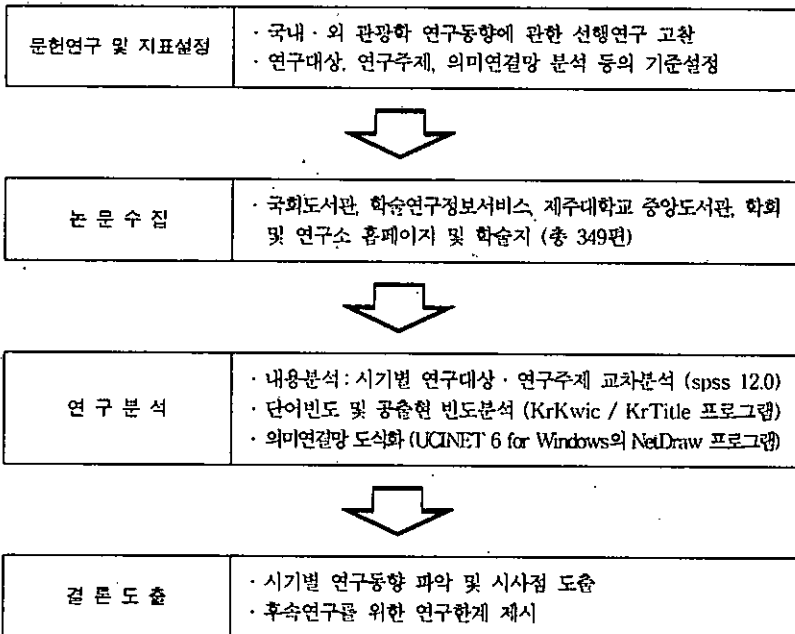 문헌연구 및 지표설정
· 국내 · 외 관광학 연구동향에 관한 선행연구 고찰
· 연구대상, 연구주제, 의미연결망 분석 등의 기준설정
논 문 수 집
· 국회도서관, 학술연구정보서비스, 제주대학교 중앙도서관, 학회
및 연구소 홈페이지 및 학술지 (총 349편)
연 구 분 석
· 내용분석 : 시기별 연구대상 · 연구주제 교차분석 (spss 12.0)
· 단어빈도 및 공출현 빈도분석 (KrKwic / KrTitle 프로그램)
· 의미연결망 도식화 (UCINET 6 for Windows의 NetDraw 프로그램)
결 론 도 출
· 시기별 연구동향 파악 및 시사점 도출
· 후속연구를 위한 연구한계 제시